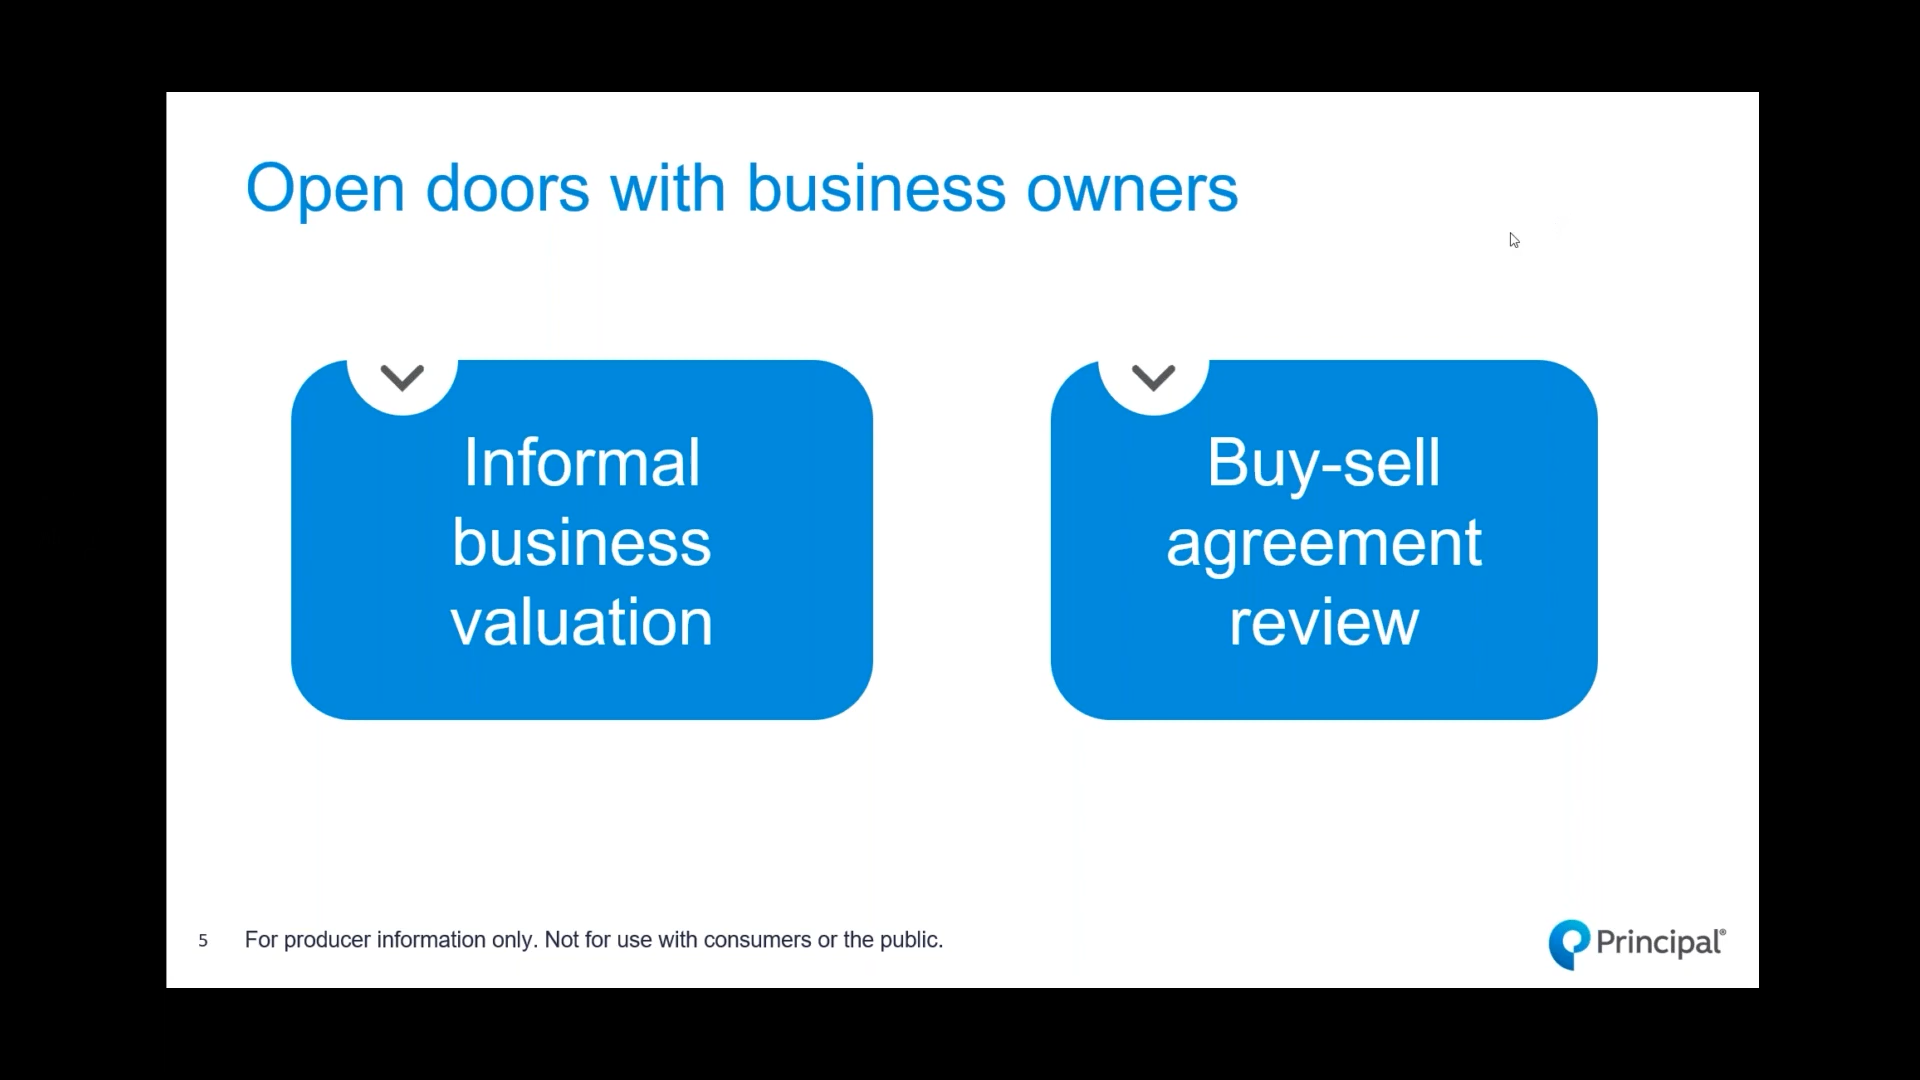 Open doors with business owners
Informal
business
valuation
Buy-sell
agreement
review
5
For producer information only. Not for use with consumers or the public.
Principal®